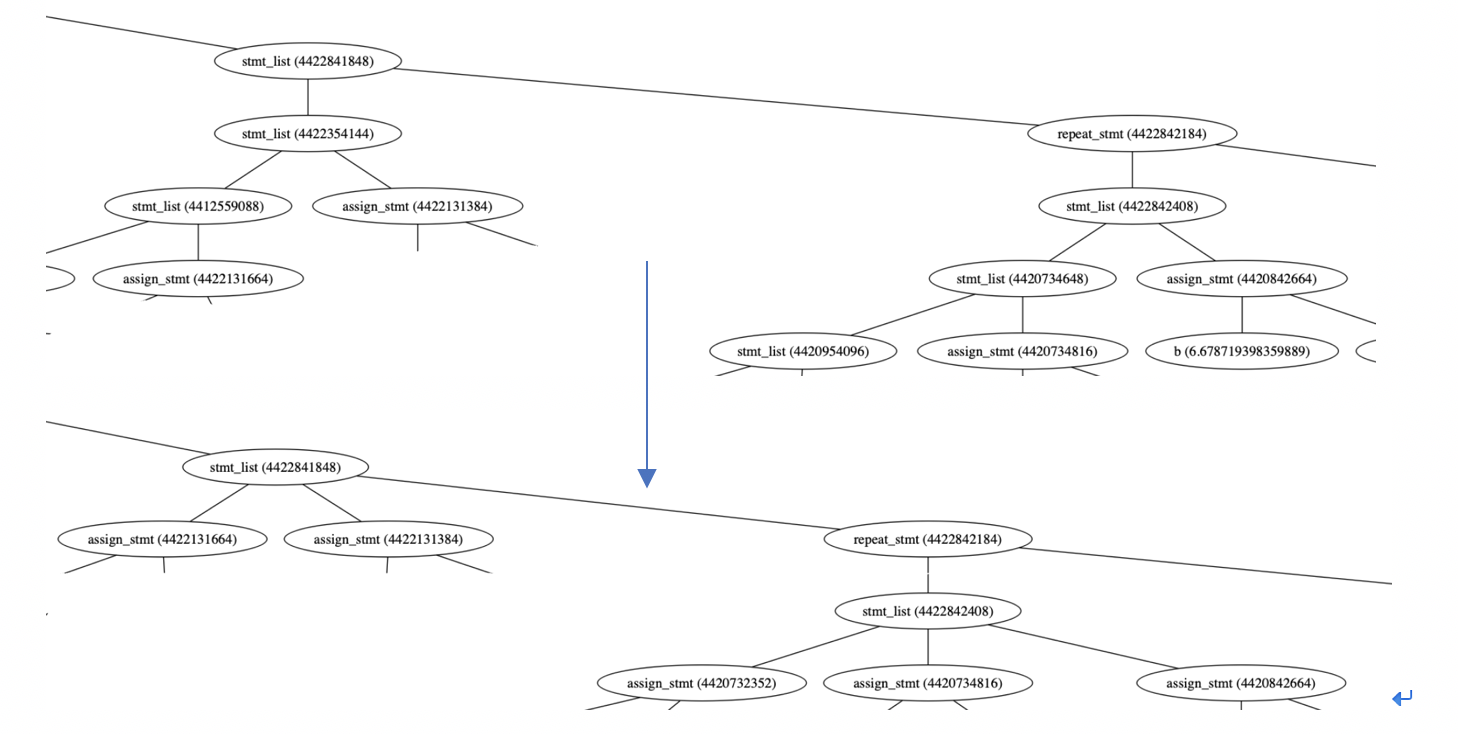 stmt_list (4422841848)
stmt_list (4422354144)
repeat_stmt (4422842184)
stmt_list (4412559088)
assign_stmt (4422131384)
stmt_list (4422842408)
assign_stmt (4422131664)
stmt_list (4420734648)
assign_stmt (4420842664)
stmt_list (4420954096)
assign_stmt (4420734816)
b (6.678719398359889)
stmt_list (4422841848)
assign_stmt (4422131664)
assign_stmt (4422131384)
repeat_stmt (4422842184)
stmt_list (4422842408)
assign_stmt (4420732352)
assign_stmt (4420734816)
assign_stmt (4420842664)